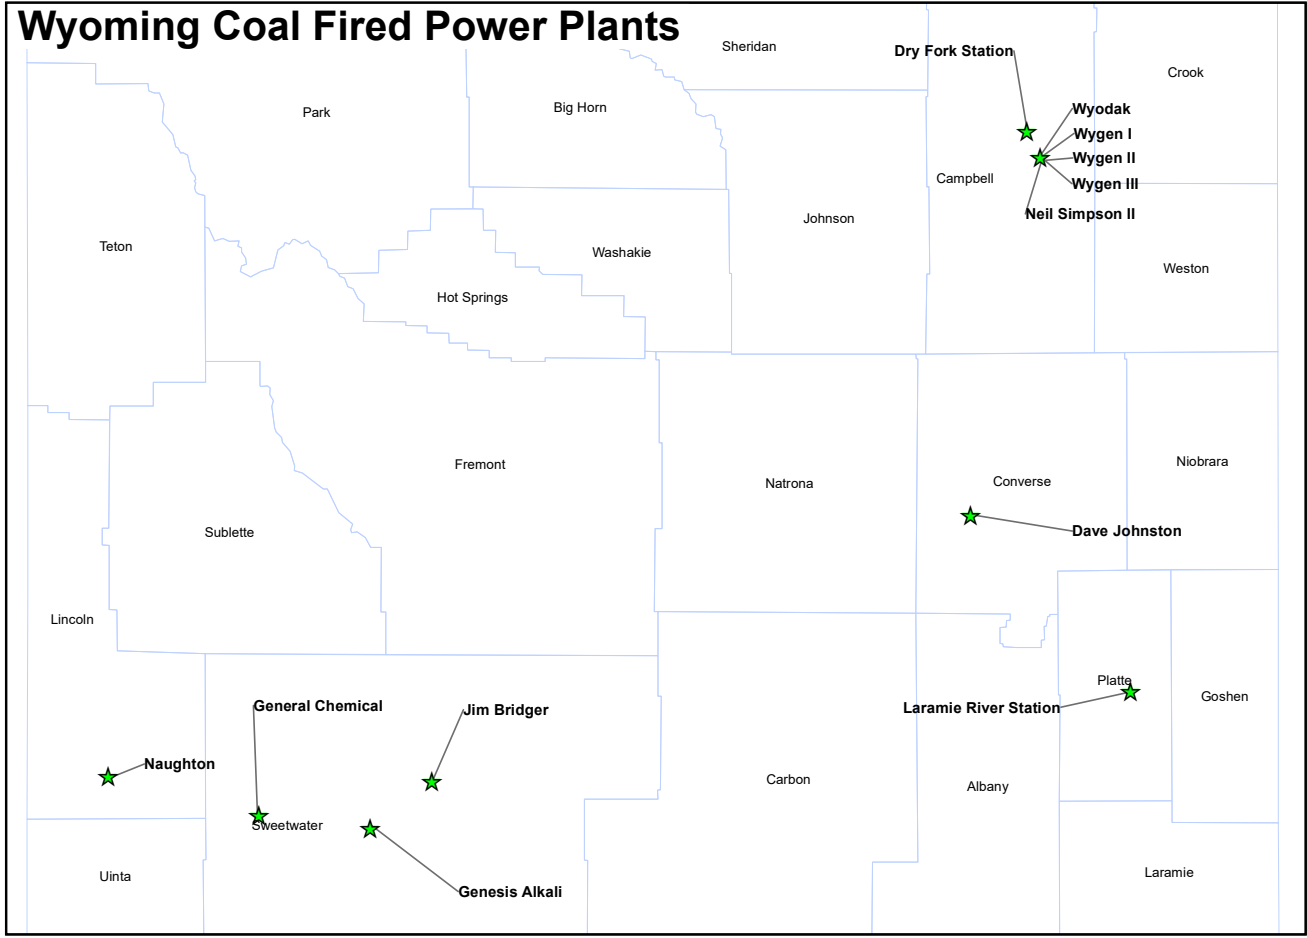 Wyoming Coal Fired Power Plants
Sheridan
Dry Fork Station
Crook
Park
Big Horn
Wyodak
Wygen I
Wygen II
Campbell
Wygen III
Neil Simpson II
Johnson
Teton
Washakie
Weston
Hot Springs
Fremont
Natrona
Converse
Niobrara
Sublette
Dave Johnston
Lincoln
Platte
Goshen
General Chemical
Jim Bridger
Laramie River Station
Naughton
Carbon
Albany
Sweetwater
Uinta
Laramie
Genesis Alkali